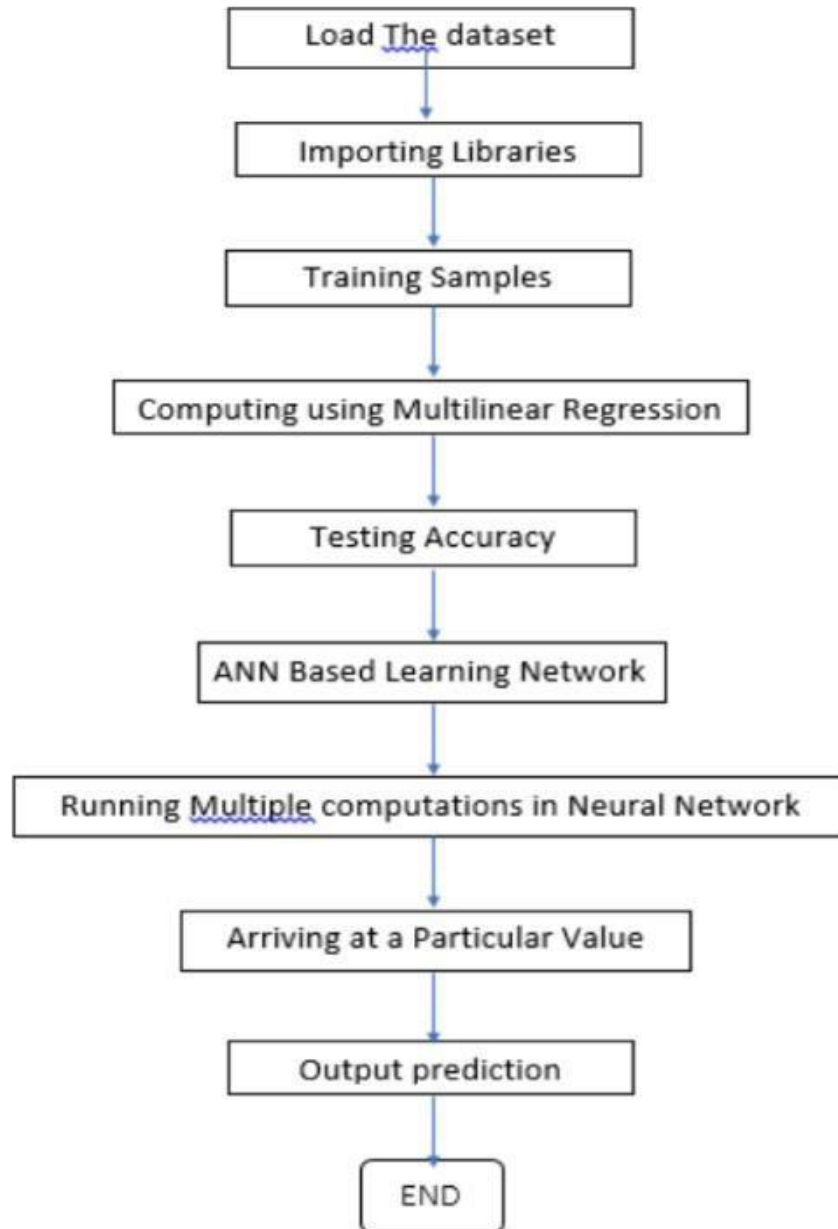 Load The dataset
Importing Libraries
Training Samples
Computing using Multilinear Regression
Testing Accuracy
ANN Based Learning Network
Running Multiple computations in Neural Network
Arriving at a Particular Value
Output prediction
END